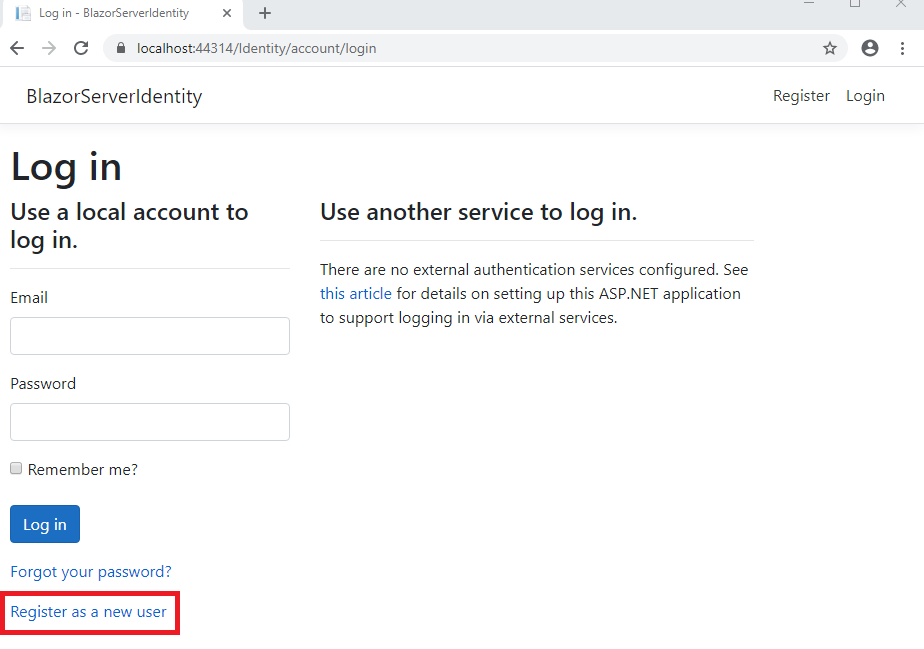 Log in - BlazorServerIdentity
localhost:44314/Identity/account/login
BlazorServerIdentity
Register Login
Log in
Use a local account to
log in.
Email
Password
Remember me?
Log in
Forgot your password?
Register as a new user
Use another service to log in.
There are no external authentication services configured. See
this article for details on setting up this ASP.NET application
to support logging in via external services.